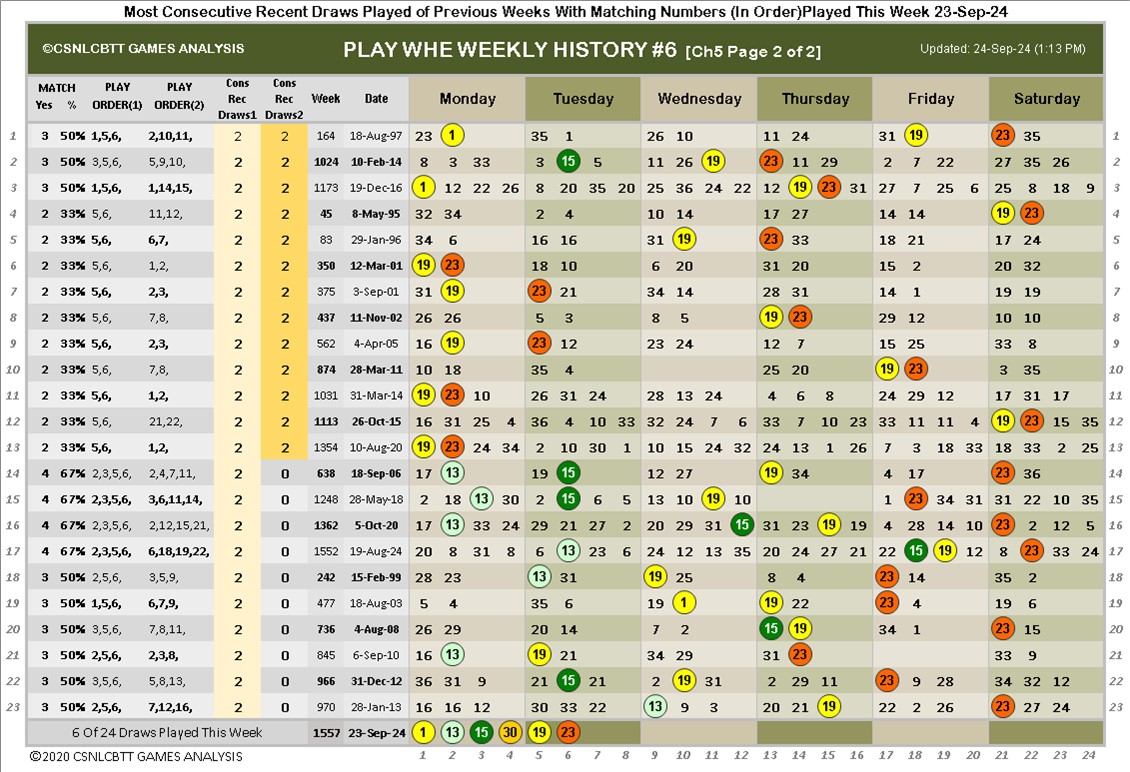 Most Consecutive Recent Draws Played of Previous Weeks With Matching Numbers (In Order)Played This Week 23-Sep-24
©CSNLCBTT GAMES ANALYSIS PLAY WHE WEEKLY HISTORY #6 [Ch5 Page 2 of 2] Updated: 24-Sep-24 (1:13 PM)
MATCH Yes % PLAY ORDER(1) PLAY ORDER(2) Cons Rec Draws1 Cons Rec Draws2 Week Date Monday Tuesday Wednesday Thursday Friday Saturday
1 3 50% 1,5,6, 2,10,11, 2 2 164 18-Aug-97 23 1 35 1 26 10 11 24 31 19 21 35 1
2 3 50% 3,5,6, 5,9,10, 2 2 1024 10-Feb-14 8 3 33 3 15 5 11 26 19 23 11 29 2 7 22 27 35 26 2
3 3 50% 1,5,6, 1,14,15, 2 2 1173 19-Dec-16 1 12 22 26 8 20 35 20 25 36 24 22 12 19 23 31 27 7 25 6 25 8 18 9 3
4 2 33% 5,6, 11,12, 2 2 45 8-May-95 32 34 2 4 10 14 17 27 14 14 19 23 4
5 2 33% 5,6, 6,7, 2 2 83 29-Jan-96 34 6 16 16 31 19 23 33 18 21 17 24 5
6 2 33% 5,6, 1,2, 2 2 350 12-Mar-01 19 23 18 10 6 20 31 20 15 2 20 32 6
7 2 33% 5,6, 2,3, 2 2 375 3-Sep-01 31 19 23 21 34 14 28 31 14 1 19 19 7
8 2 33% 5,6, 7,8, 2 2 437 11-Nov-02 26 26 5 3 8 5 19 23 29 12 10 10 8
9 2 33% 5,6, 2,3, 2 2 562 4-Apr-05 16 19 23 12 23 24 12 7 15 25 33 8 9
10 2 33% 5,6, 7,8, 2 2 874 28-Mar-11 10 18 35 4 25 20 19 23 3 35 10
11 2 33% 5,6, 1,2, 2 2 1031 31-Mar-14 19 23 10 26 31 24 28 13 24 4 6 8 24 29 12 17 31 17 11
12 2 33% 5,6, 21,22, 2 2 1113 26-Oct-15 16 31 25 4 36 4 10 33 32 24 7 6 33 7 10 23 33 11 11 4 19 23 15 35 12
13 2 33% 5,6, 1,2, 2 2 1354 10-Aug-20 19 23 24 34 2 10 30 1 10 15 24 32 24 13 1 26 7 3 18 33 18 33 2 25 13
14 4 67% 2,3,5,6, 2,4,7,11, 2 0 638 18-Sep-06 17 13 19 15 12 27 19 34 4 17 23 36 14
15 4 67% 2,3,5,6, 3,6,11,14, 2 0 1248 28-May-18 2 18 13 30 2 15 6 5 13 10 19 10 1 23 34 31 31 22 10 35 15
16 4 67% 2,3,5,6, 2,12,15,21, 2 0 1362 5-Oct-20 17 13 33 24 29 21 27 2 20 29 31 15 31 23 19 19 4 28 14 10 23 2 12 5 16
17 4 67% 2,3,5,6, 6,18,19,22, 2 0 1552 19-Aug-24 20 8 31 8 6 13 23 6 24 12 13 35 20 24 27 21 22 15 19 12 8 23 33 24 17
18 3 50% 2,5,6, 3,5,9, 2 0 242 15-Feb-99 28 23 13 31 19 25 8 4 23 14 35 2 18
19 3 50% 1,5,6, 6,7,9, 2 0 477 18-Aug-03 5 4 35 6 19 1 19 22 23 4 19 6 19
20 3 50% 3,5,6, 7,8,11, 2 0 736 4-Aug-08 26 29 20 14 7 2 15 19 34 1 23 15 20
21 3 50% 2,5,6, 2,3,8, 2 0 845 6-Sep-10 16 13 19 21 34 29 31 23 33 9 21
22 3 50% 3,5,6, 5,8,13, 2 0 966 31-Dec-12 36 31 9 21 15 21 2 19 31 2 29 11 23 9 28 34 32 12 22
23 3 50% 2,5,6, 7,12,16, 2 0 970 28-Jan-13 16 16 12 30 33 22 13 9 3 20 21 19 22 2 26 23 27 24 23
6 Of 24 Draws Played This Week 1557 23-Sep-24 1 13 15 30 19 23
©2020 CSNLCBTT GAMES ANALYSIS 1 2 3 4 5 6 7 8 9 10 11 12 13 14 15 16 17 18 19 20 21 22 23 24